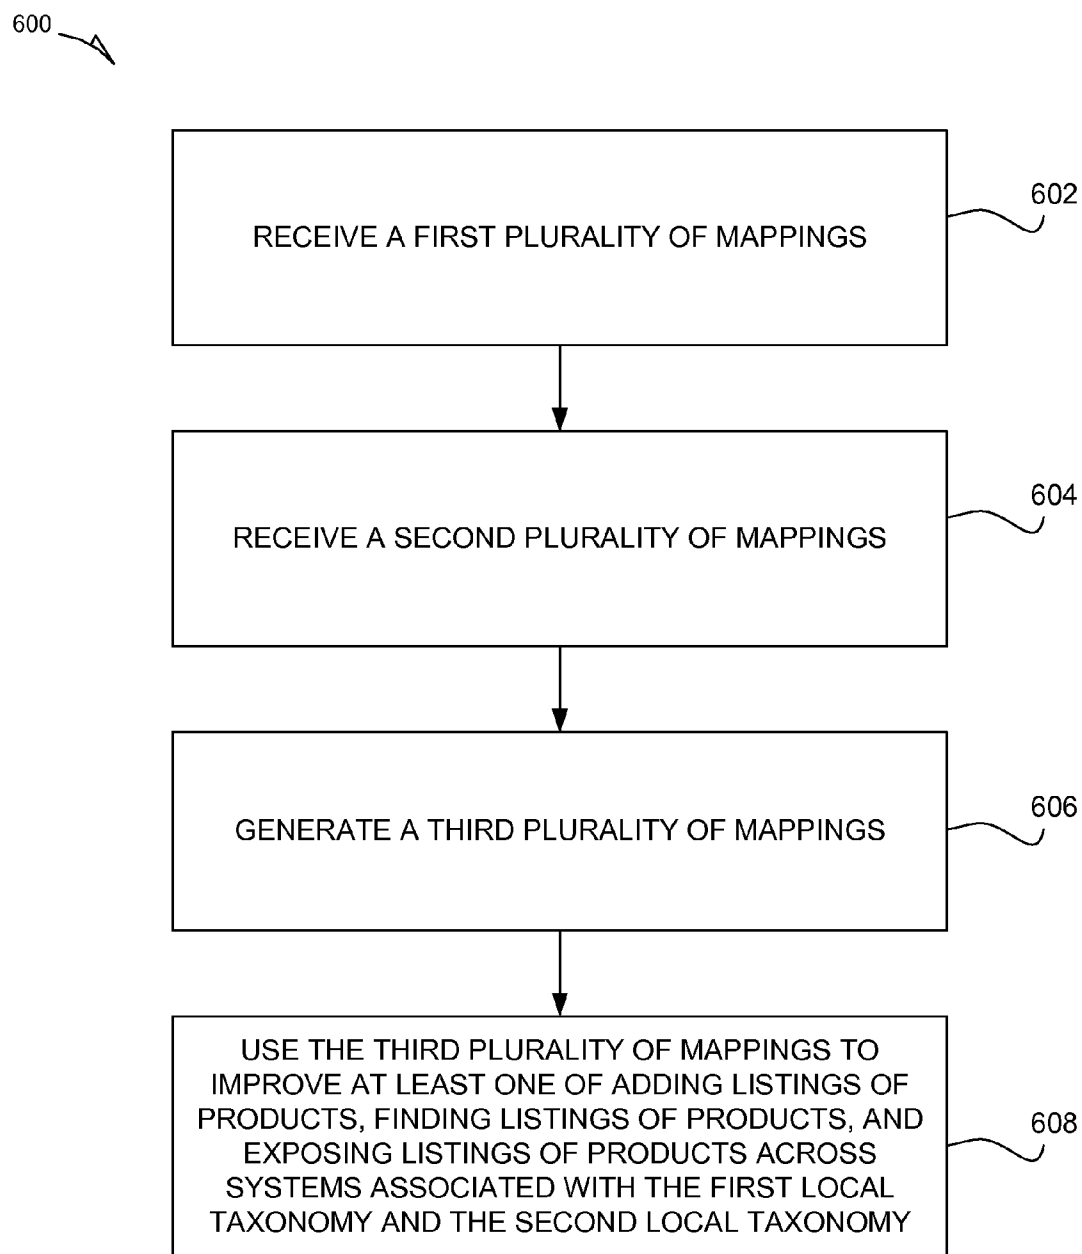 600
RECEIVE A FIRST PLURALITY OF MAPPINGS
602
RECEIVE A SECOND PLURALITY OF MAPPINGS
604
GENERATE A THIRD PLURALITY OF MAPPINGS
606
USE THE THIRD PLURALITY OF MAPPINGS TO
IMPROVE AT LEAST ONE OF ADDING LISTINGS OF
PRODUCTS, FINDING LISTINGS OF PRODUCTS, AND
EXPOSING LISTINGS OF PRODUCTS ACROSS
SYSTEMS ASSOCIATED WITH THE FIRST LOCAL
TAXONOMY AND THE SECOND LOCAL TAXONOMY
608